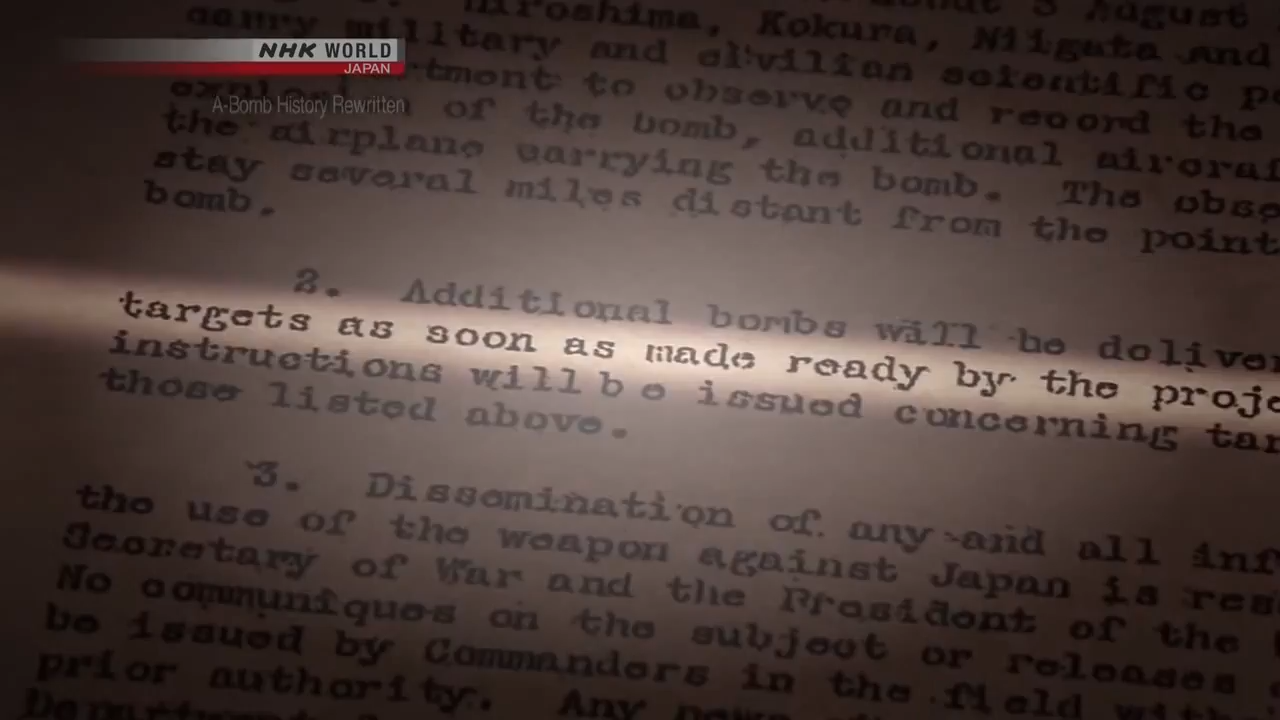 NHK WORLD
JAPAN
A-Bomb History Rewritten
August
Hiroshima, Kokura, Niigata and
carry military and civilian scientific
to observe and record the
of the bomb, additional
the airplane carrying the bomb. The
stay several miles distant from the point
bomb.
2. Additional bombs will be
targets as soon as made ready by the
instructions will be issued concerning
those listed above.
3. Dissemination of any and all
the use of the weapon against Japan is
Secretary of War and the President of the
No communiques on the subject or releases
be issued by Commanders in the field
prior authority. Any news